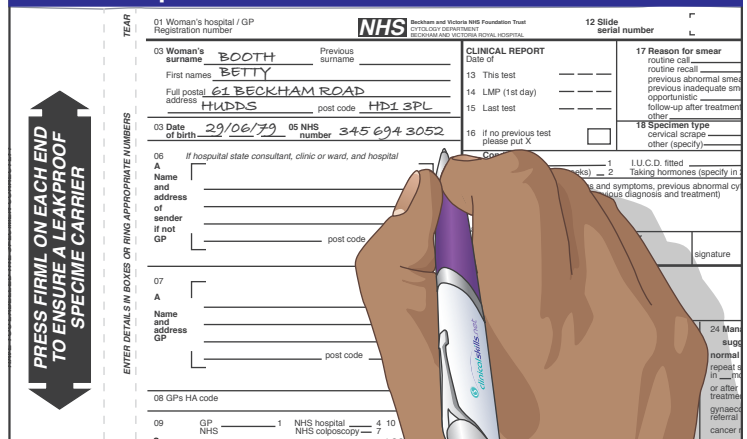 TEAR
01 Woman's hospital / GP
Registration number
NHS Beckham and Victoria NHS Foundation Trust
CYTOLOGY DEPARTMENT
BECKHAM AND VICTORIA ROYAL HOSPITAL
12 Slide
serial number
03 Woman's surname BOOTH Previous surname
First names BETTY
Full postal address 61 BECKHAM ROAD
HUDDS post code HD1 3PL
03 Date of birth 29/06/79 05 NHS number 345 694 3052
CLINICAL REPORT
Date of
13 This test
14 LMP (1st day)
15 Last test
16 if no previous test
please put X
17 Reason for smear
routine call
routine recall
previous abnormal smea
previous inadequate sm
opportunistic
follow-up after treatment
other
18 Specimen type
cervical scrape
other (specify)
06 If hospuital state consultant, clinic or ward, and hospital
A
Name
and
address
of
sender
if not
GP
post code
1 I.U.C.D. fitted
eeks) 2 Taking hormones (specify in
s and symptoms, previous abnormal cy
vious diagnosis and treatment)
signature
07
A
Name
and
address
GP
post code
08 GPs HA code
09 GP 1 NHS hospital 4 10
NHS NHS colposcopy 7
24 Man
sugg
normal
repeat s
in mo
or after
treatme
gynaeco
referral
cancer r
PRESS FIRML ON EACH END
TO ENSURE A LEAKPROOF
SPECIME CARRIER
ENTER DETAILS IN BOXES OR RING APPROPRIATE NUMBERS
clinicalskills.net